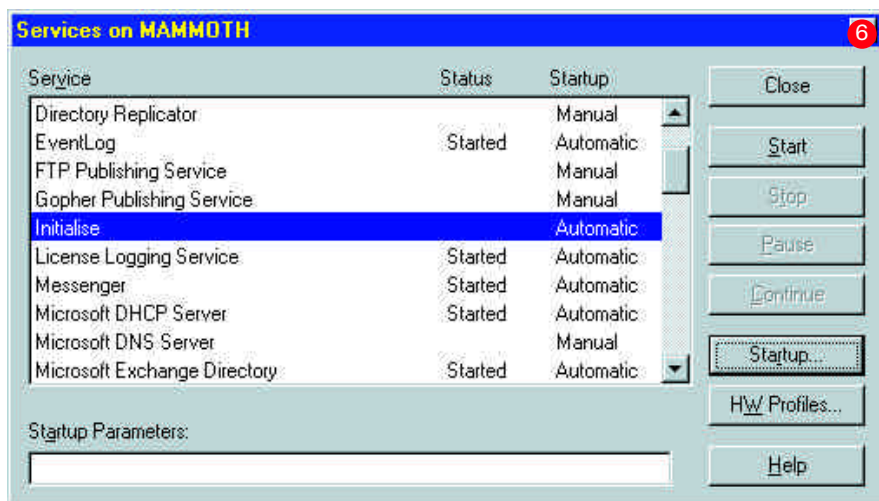 Services on MAMMOTH
6
Service Status Startup
Directory Replicator Manual
EventLog Started Automatic
FTP Publishing Service Manual
Gopher Publishing Service Manual
Initialise Automatic
License Logging Service Started Automatic
Messenger Started Automatic
Microsoft DHCP Server Started Automatic
Microsoft DNS Server Manual
Microsoft Exchange Directory Started Automatic
Close
Start
Stop
Pause
Continue
Startup...
HW Profiles...
Help
Startup Parameters: